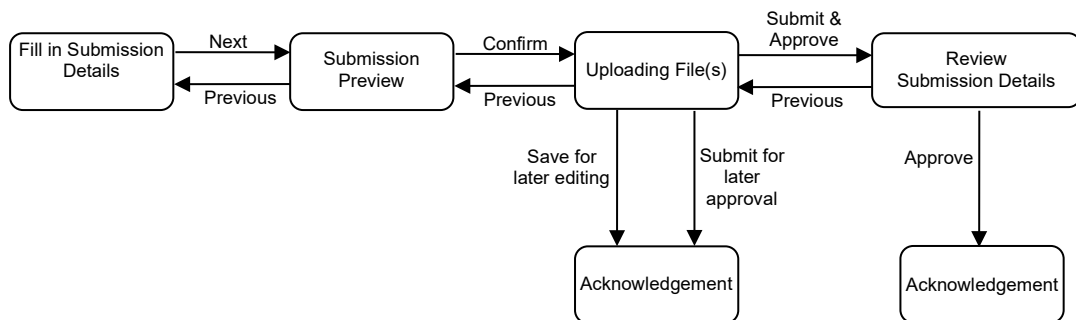 Fill in Submission
Details
Next
Previous
Submission
Preview
Confirm
Previous
Uploading File(s)
Submit &
Approve
Previous
Review
Submission Details
Save for
later editing
Submit for
later
approval
Approve
Acknowledgement
Acknowledgement